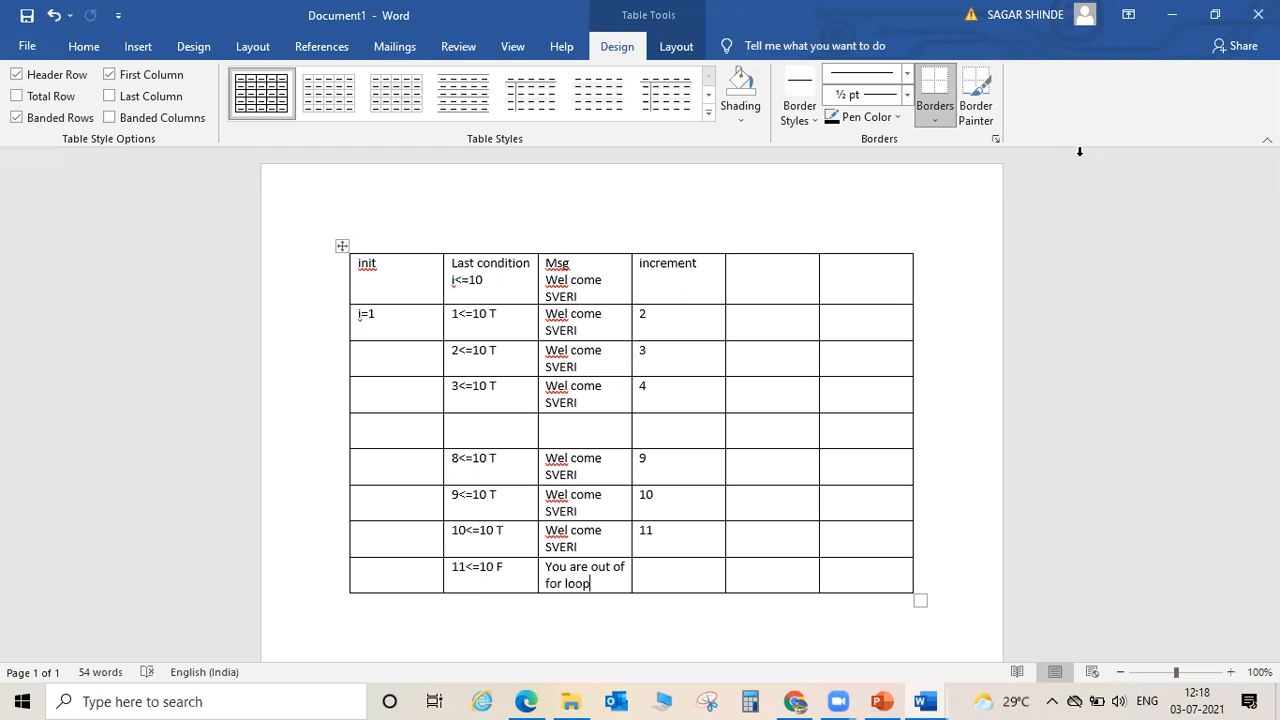 Document1 - Word
Table Tools
SAGAR SHINDE
File Home Insert Design Layout References Mailings Review View Help Design Layout Tell me what you want to do Share
Header Row First Column
Total Row Last Column
Banded Rows Banded Columns
Table Style Options
Table Styles
Shading
Border
Styles
½ pt
Pen Color
Borders
Border
Painter
Borders
init
Last condition
i<=10
Msg
Wel come
SVERI
increment
i=1
1<=10 T
Wel come
SVERI
2
2<=10 T
Wel come
SVERI
3
3<=10 T
Wel come
SVERI
4
8<=10 T
Wel come
SVERI
9
9<=10 T
Wel come
SVERI
10
10<=10 T
Wel come
SVERI
11
11<=10 F
You are out of
for loop
Page 1 of 1 54 words English (India) 100%
Type here to search
29°C
ENG
12:18
03-07-2021